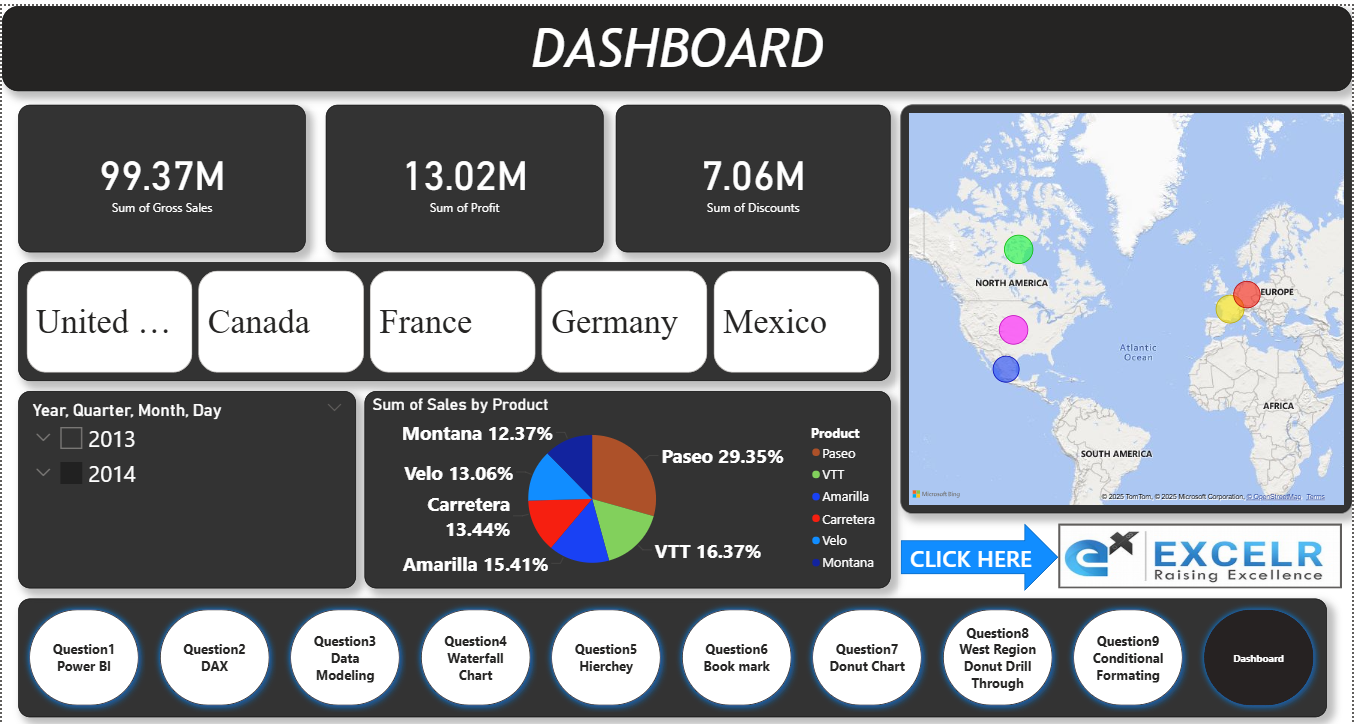 DASHBOARD
99.37M
Sum of Gross Sales
13.02M
Sum of Profit
7.06M
Sum of Discounts
United …
Canada
France
Germany
Mexico
NORTH AMERICA
EUROPE
Atlantic
Ocean
AFRICA
SOUTH AMERICA
Microsoft Bing
© 2025 TomTom, © 2025 Microsoft Corporation, © OpenStreetMap Terms
Year, Quarter, Month, Day
2013
2014
Sum of Sales by Product
Montana 12.37%
Velo 13.06%
Carretera
13.44%
Amarilla 15.41%
Paseo 29.35%
VTT 16.37%
Product
Paseo
VTT
Amarilla
Carretera
Velo
Montana
CLICK HERE
ex
EXCELR
Raising Excellence
Question1
Power BI
Question2
DAX
Question3
Data
Modeling
Question4
Waterfall
Chart
Question5
Hierchey
Question6
Book mark
Question7
Donut Chart
Question8
West Region
Donut Drill
Through
Question9
Conditional
Formating
Dashboard